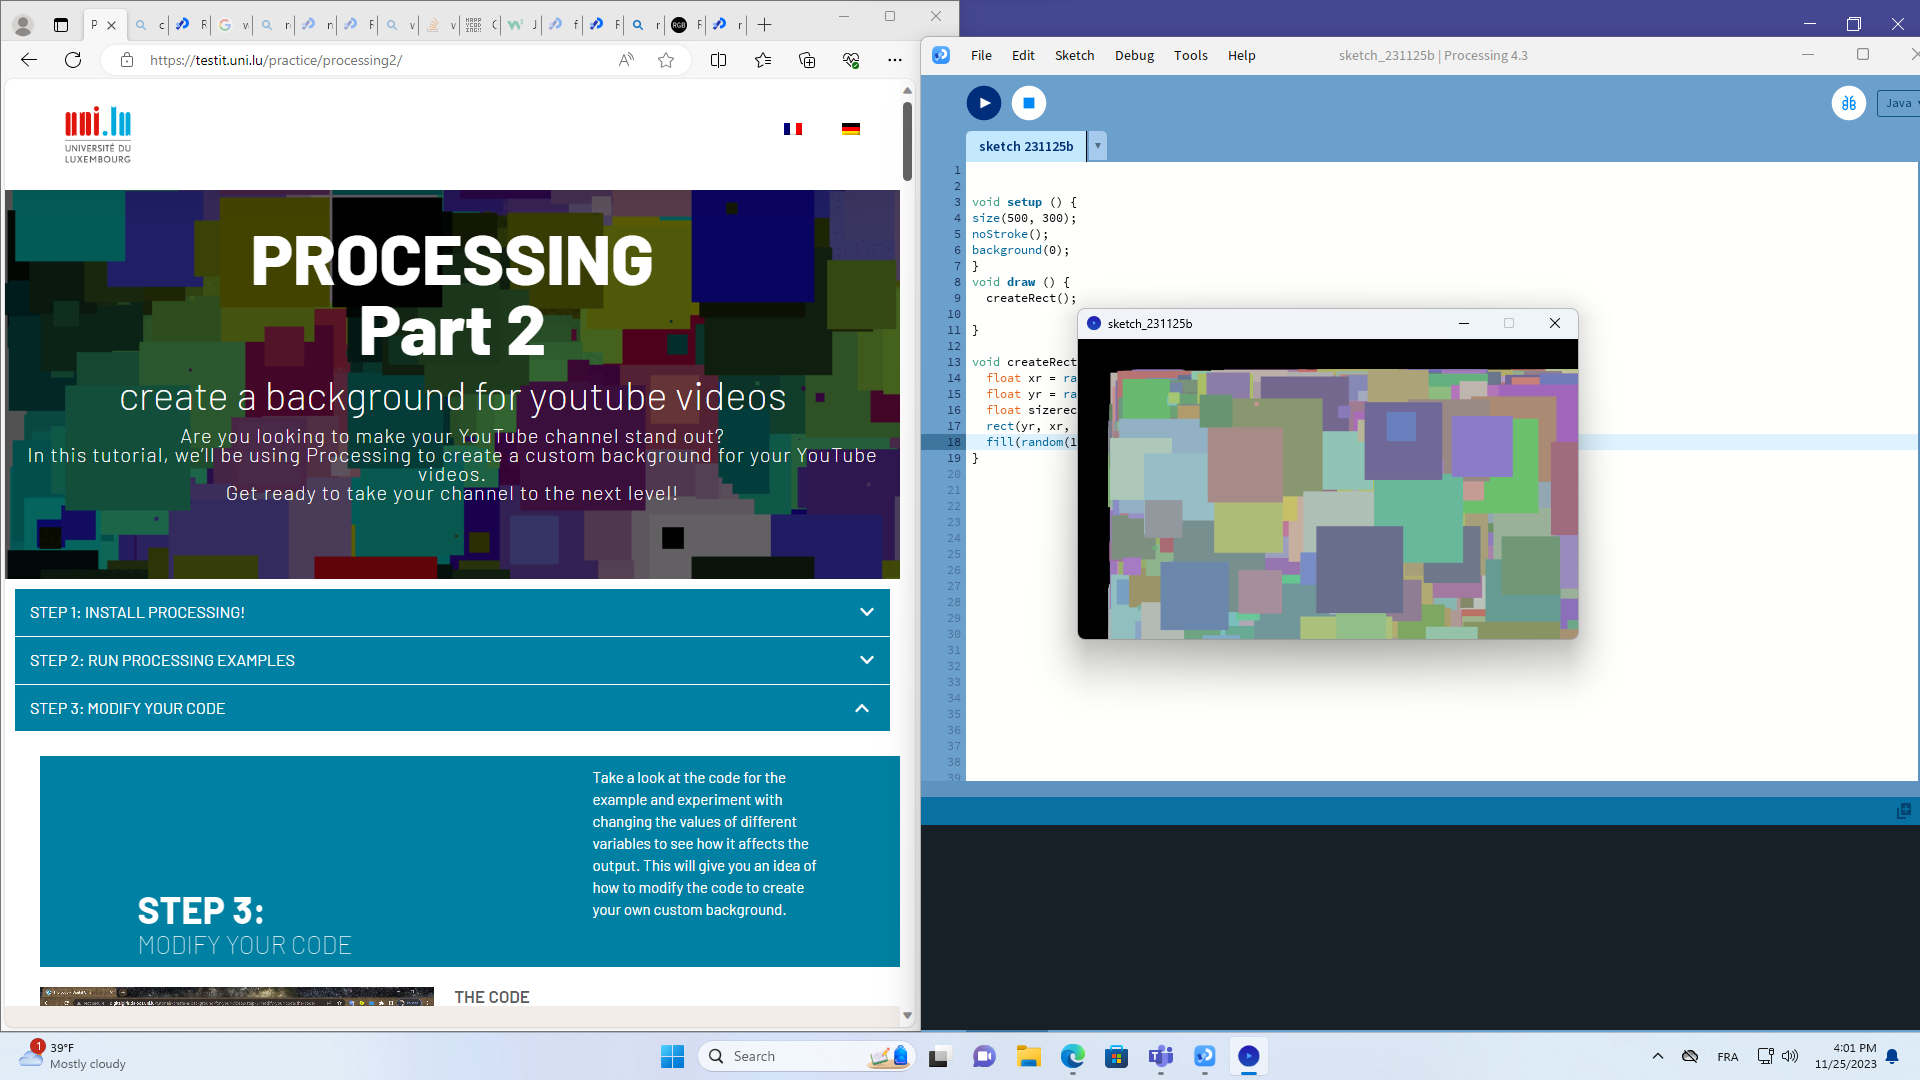 https://testit.uni.lu/practice/processing2/
uni.lu
UNIVERSITÉ DU
LUXEMBOURG
PROCESSING
Part 2
create a background for youtube videos
Are you looking to make your YouTube channel stand out?
In this tutorial, we'll be using Processing to create a custom background for your YouTube
videos.
Get ready to take your channel to the next level!
STEP 1: INSTALL PROCESSING!
STEP 2: RUN PROCESSING EXAMPLES
STEP 3: MODIFY YOUR CODE
STEP 3:
MODIFY YOUR CODE
Take a look at the code for the
example and experiment with
changing the values of different
variables to see how it affects the
output. This will give you an idea of
how to modify the code to create
your own custom background.
THE CODE
File Edit Sketch Debug Tools Help
sketch_231125b | Processing 4.3
Java
sketch 231125b
1
2
3 void setup () {
4 size(500, 300);
5 noStroke();
6 background(0);
7 }
8 void draw () {
9 createRect();
10
11 }
12
13 void createRect
14 float xr = ra
15 float yr = ra
16 float sizerec
17 rect(yr, xr,
18 fill(random(1
19 }
20
21
22
23
24
25
26
27
28
29
30
31
32
33
34
35
36
37
38
39
sketch_231125b
1
39°F
Mostly cloudy
Search
FRA
4:01 PM
11/25/2023